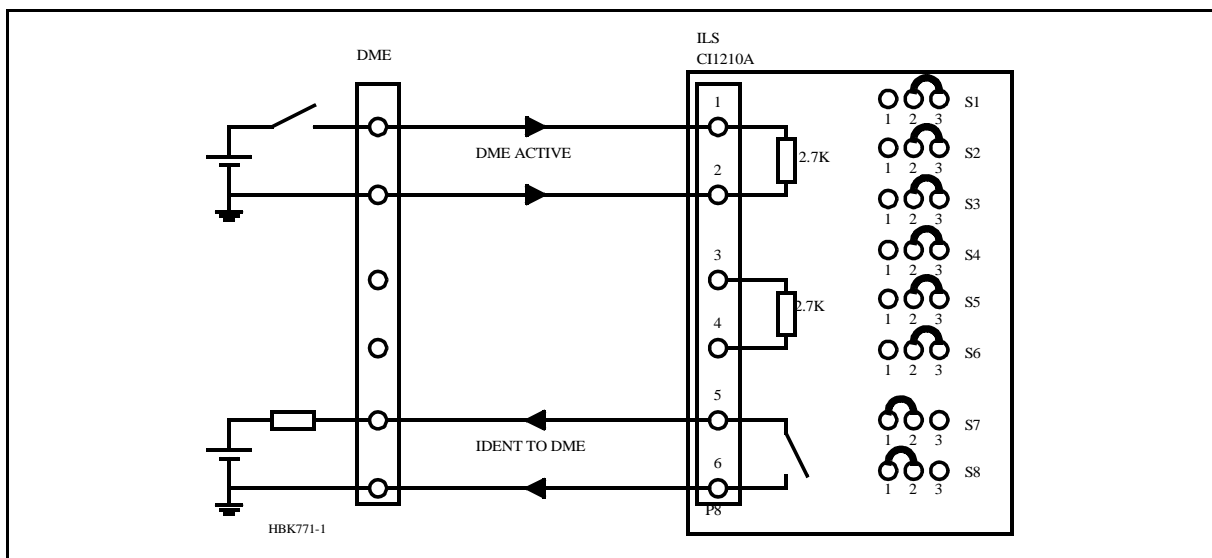 ILS
CI1210A
DME
1
2
3
4
5
6
P8
DME ACTIVE
IDENT TO DME
2.7K
2.7K
S1
1 2 3
S2
1 2 3
S3
1 2 3
S4
1 2 3
S5
1 2 3
S6
1 2 3
S7
1 2 3
S8
1 2 3
HBK771-1